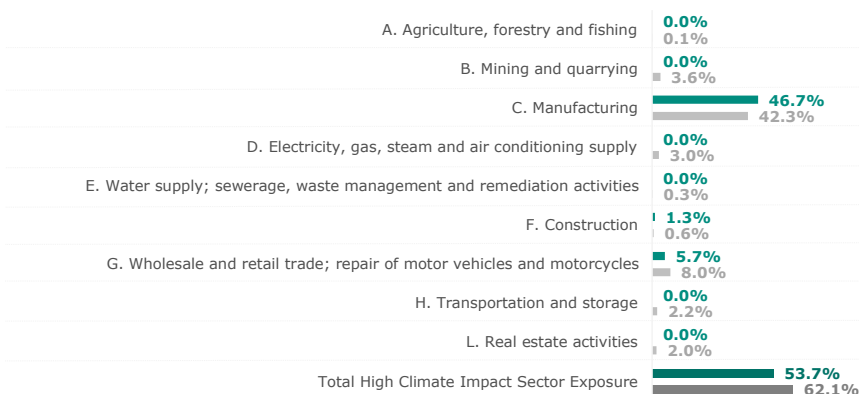 A. Agriculture, forestry and fishing
0.0%
0.1%
B. Mining and quarrying
0.0%
3.6%
C. Manufacturing
46.7%
42.3%
D. Electricity, gas, steam and air conditioning supply
0.0%
3.0%
E. Water supply; sewerage, waste management and remediation activities
0.0%
0.3%
F. Construction
1.3%
0.6%
G. Wholesale and retail trade; repair of motor vehicles and motorcycles
5.7%
8.0%
H. Transportation and storage
0.0%
2.2%
L. Real estate activities
0.0%
2.0%
Total High Climate Impact Sector Exposure
53.7%
62.1%